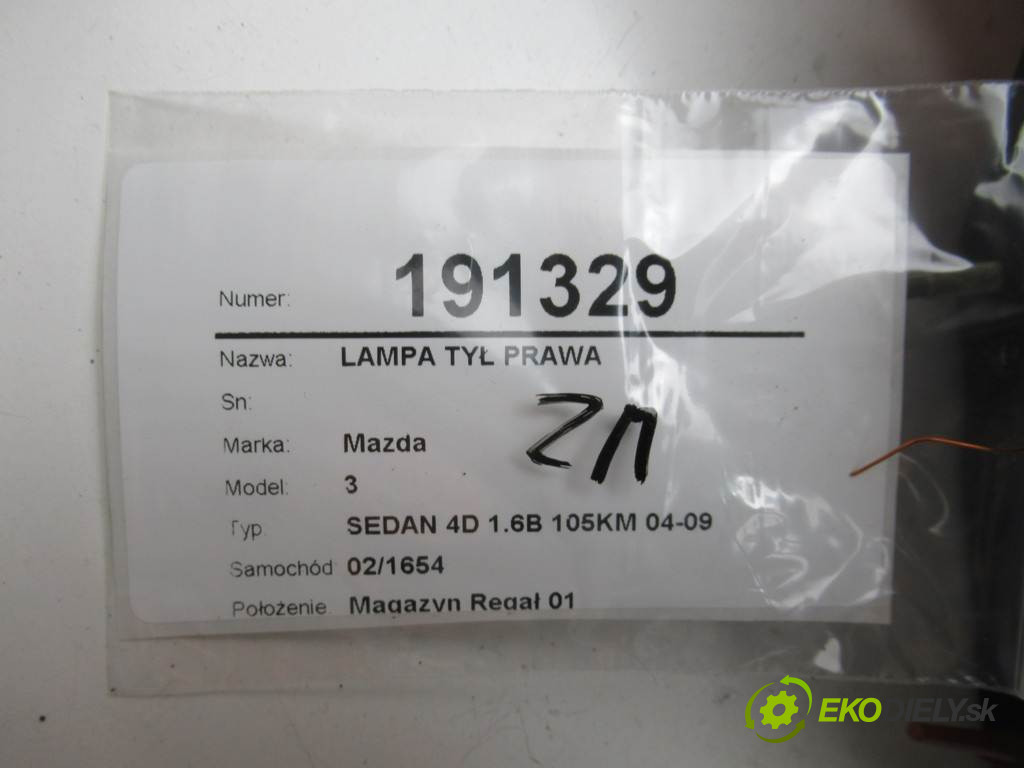 Numer: 191329
Nazwa: LAMPA TYŁ PRAWA
Sn:
Marka: Mazda
Model: 3
Typ: SEDAN 4D 1.6B 105KM 04-09
Samochód: 02/1654
Położenie: Magazyn Regał 01
EKODIELY.sk